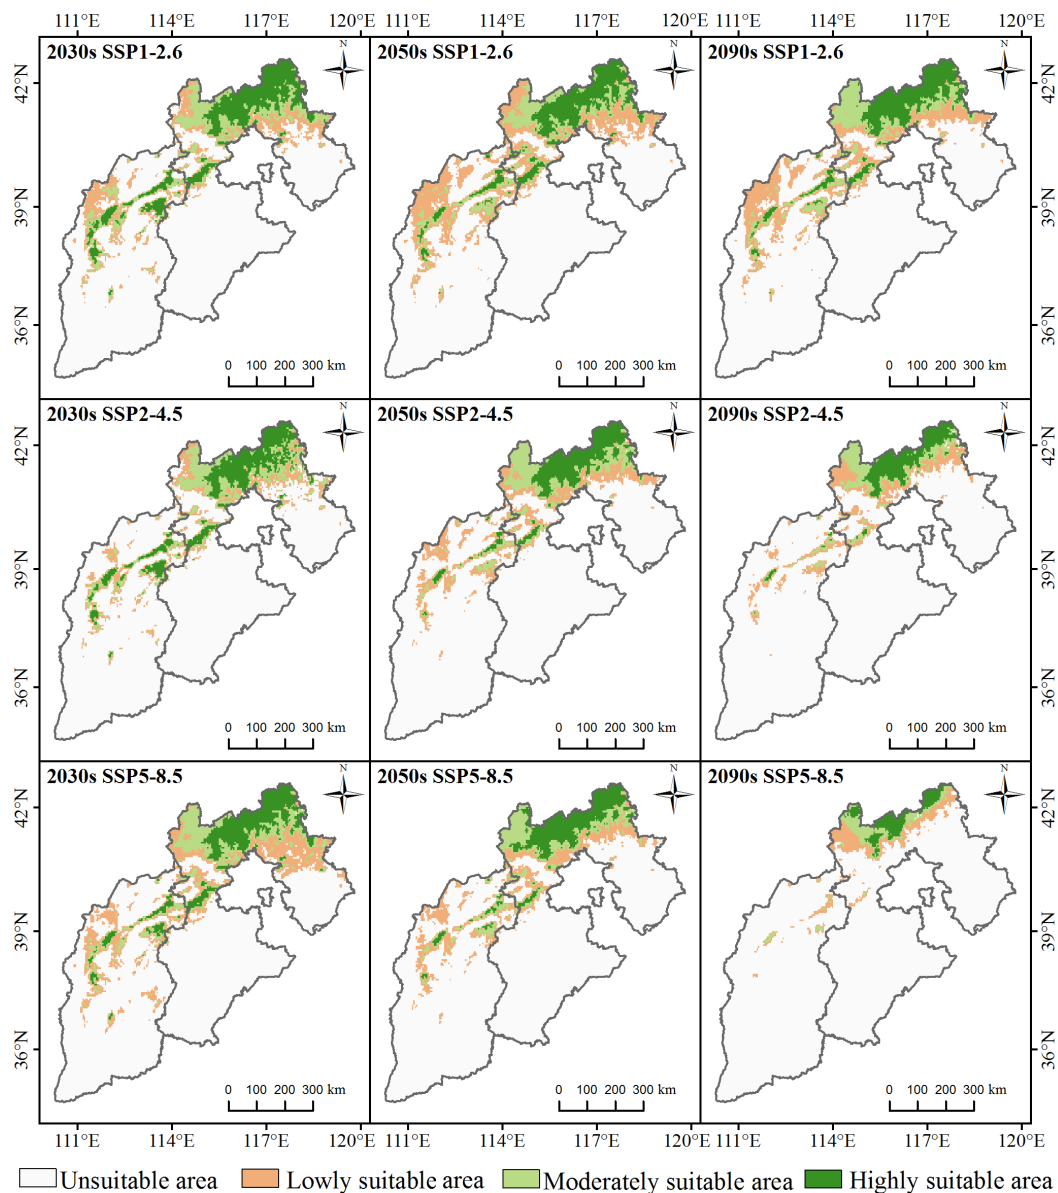 111°E 114°E 117°E 120°E 111°E 114°E 117°E 120°E 111°E 114°E 117°E 120°E
2030s SSP1-2.6 N 2050s SSP1-2.6 N 2090s SSP1-2.6 N
42°N 42°N
39°N 39°N
36°N 36°N
0 100 200 300 km 0 100 200 300 km 0 100 200 300 km
2030s SSP2-4.5 N 2050s SSP2-4.5 N 2090s SSP2-4.5 N
42°N 42°N
39°N 39°N
36°N 36°N
0 100 200 300 km 0 100 200 300 km 0 100 200 300 km
2030s SSP5-8.5 N 2050s SSP5-8.5 N 2090s SSP5-8.5 N
42°N 42°N
39°N 39°N
36°N 36°N
0 100 200 300 km 0 100 200 300 km 0 100 200 300 km
111°E 114°E 117°E 120°E 111°E 114°E 117°E 120°E 111°E 114°E 117°E 120°E
Unsuitable area Lowly suitable area Moderately suitable area Highly suitable area